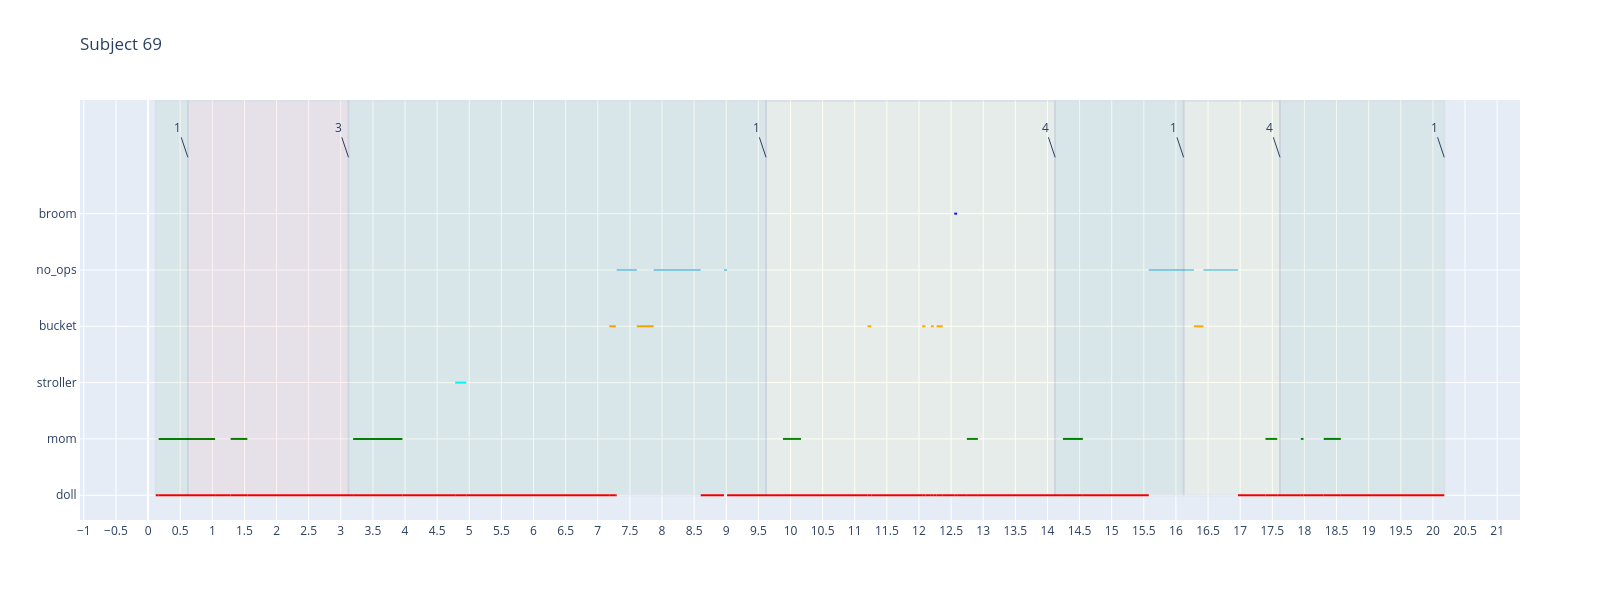 Subject 69
1 3 1 4 1 4 1
broom
no_ops
bucket
stroller
mom
doll
−1 −0.5 0 0.5 1 1.5 2 2.5 3 3.5 4 4.5 5 5.5 6 6.5 7 7.5 8 8.5 9 9.5 10 10.5 11 11.5 12 12.5 13 13.5 14 14.5 15 15.5 16 16.5 17 17.5 18 18.5 19 19.5 20 20.5 21